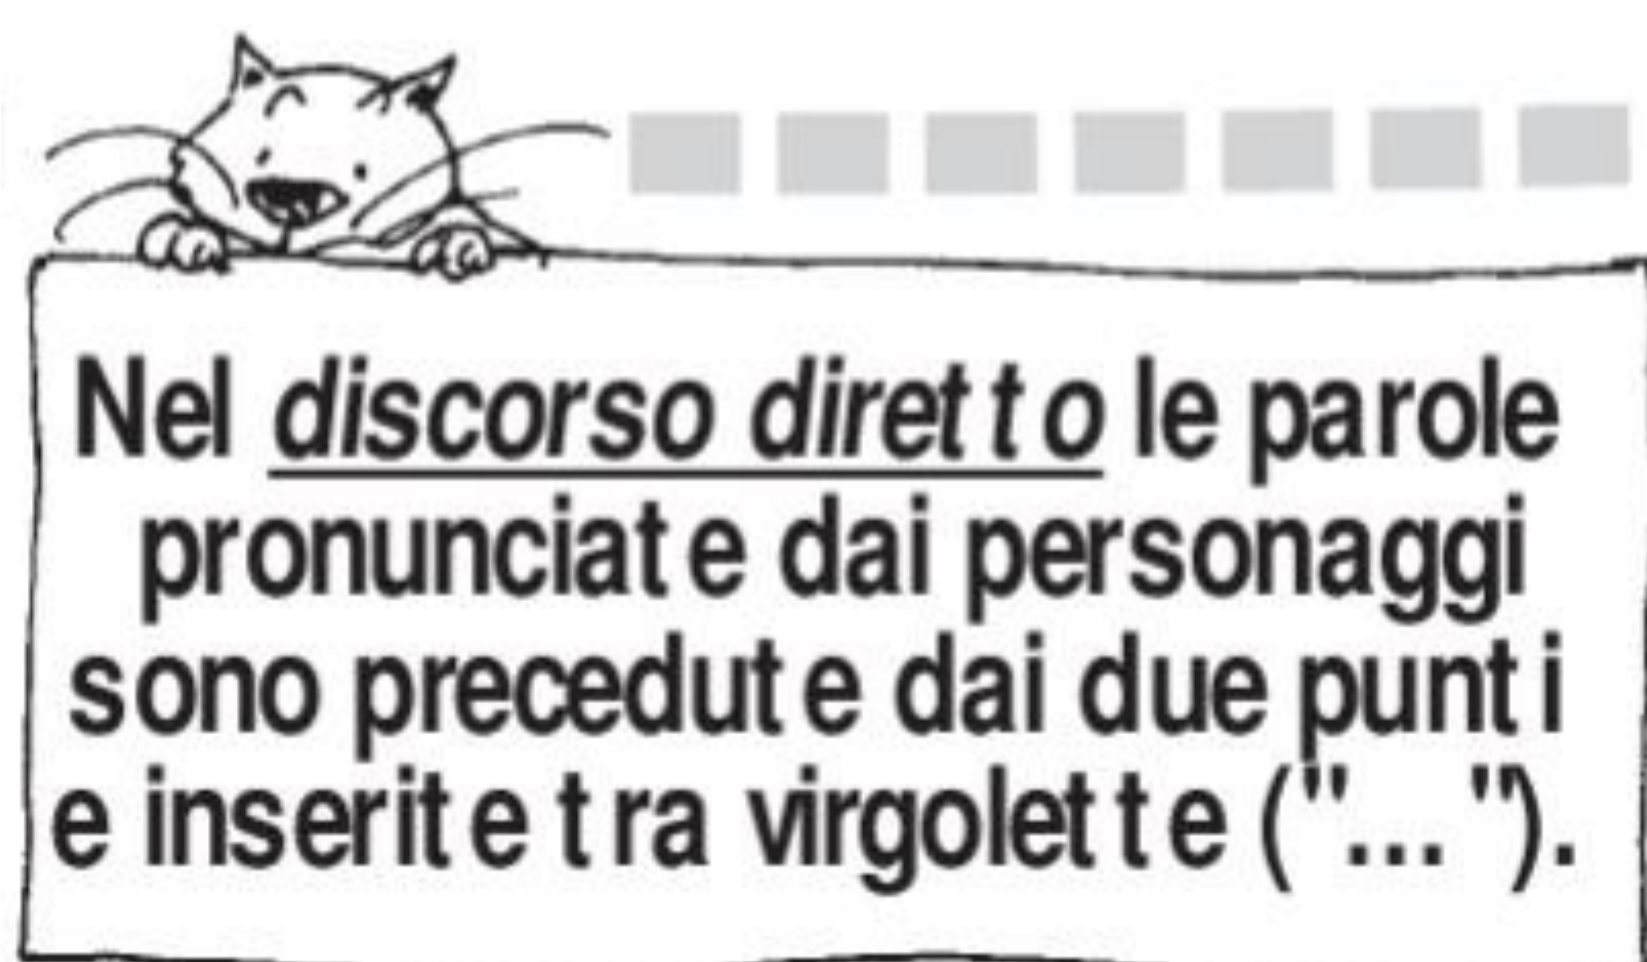 Nel discorso diretto le parole
pronunciate dai personaggi
sono precedute dai due punti
e inserite tra virgolette ("...").